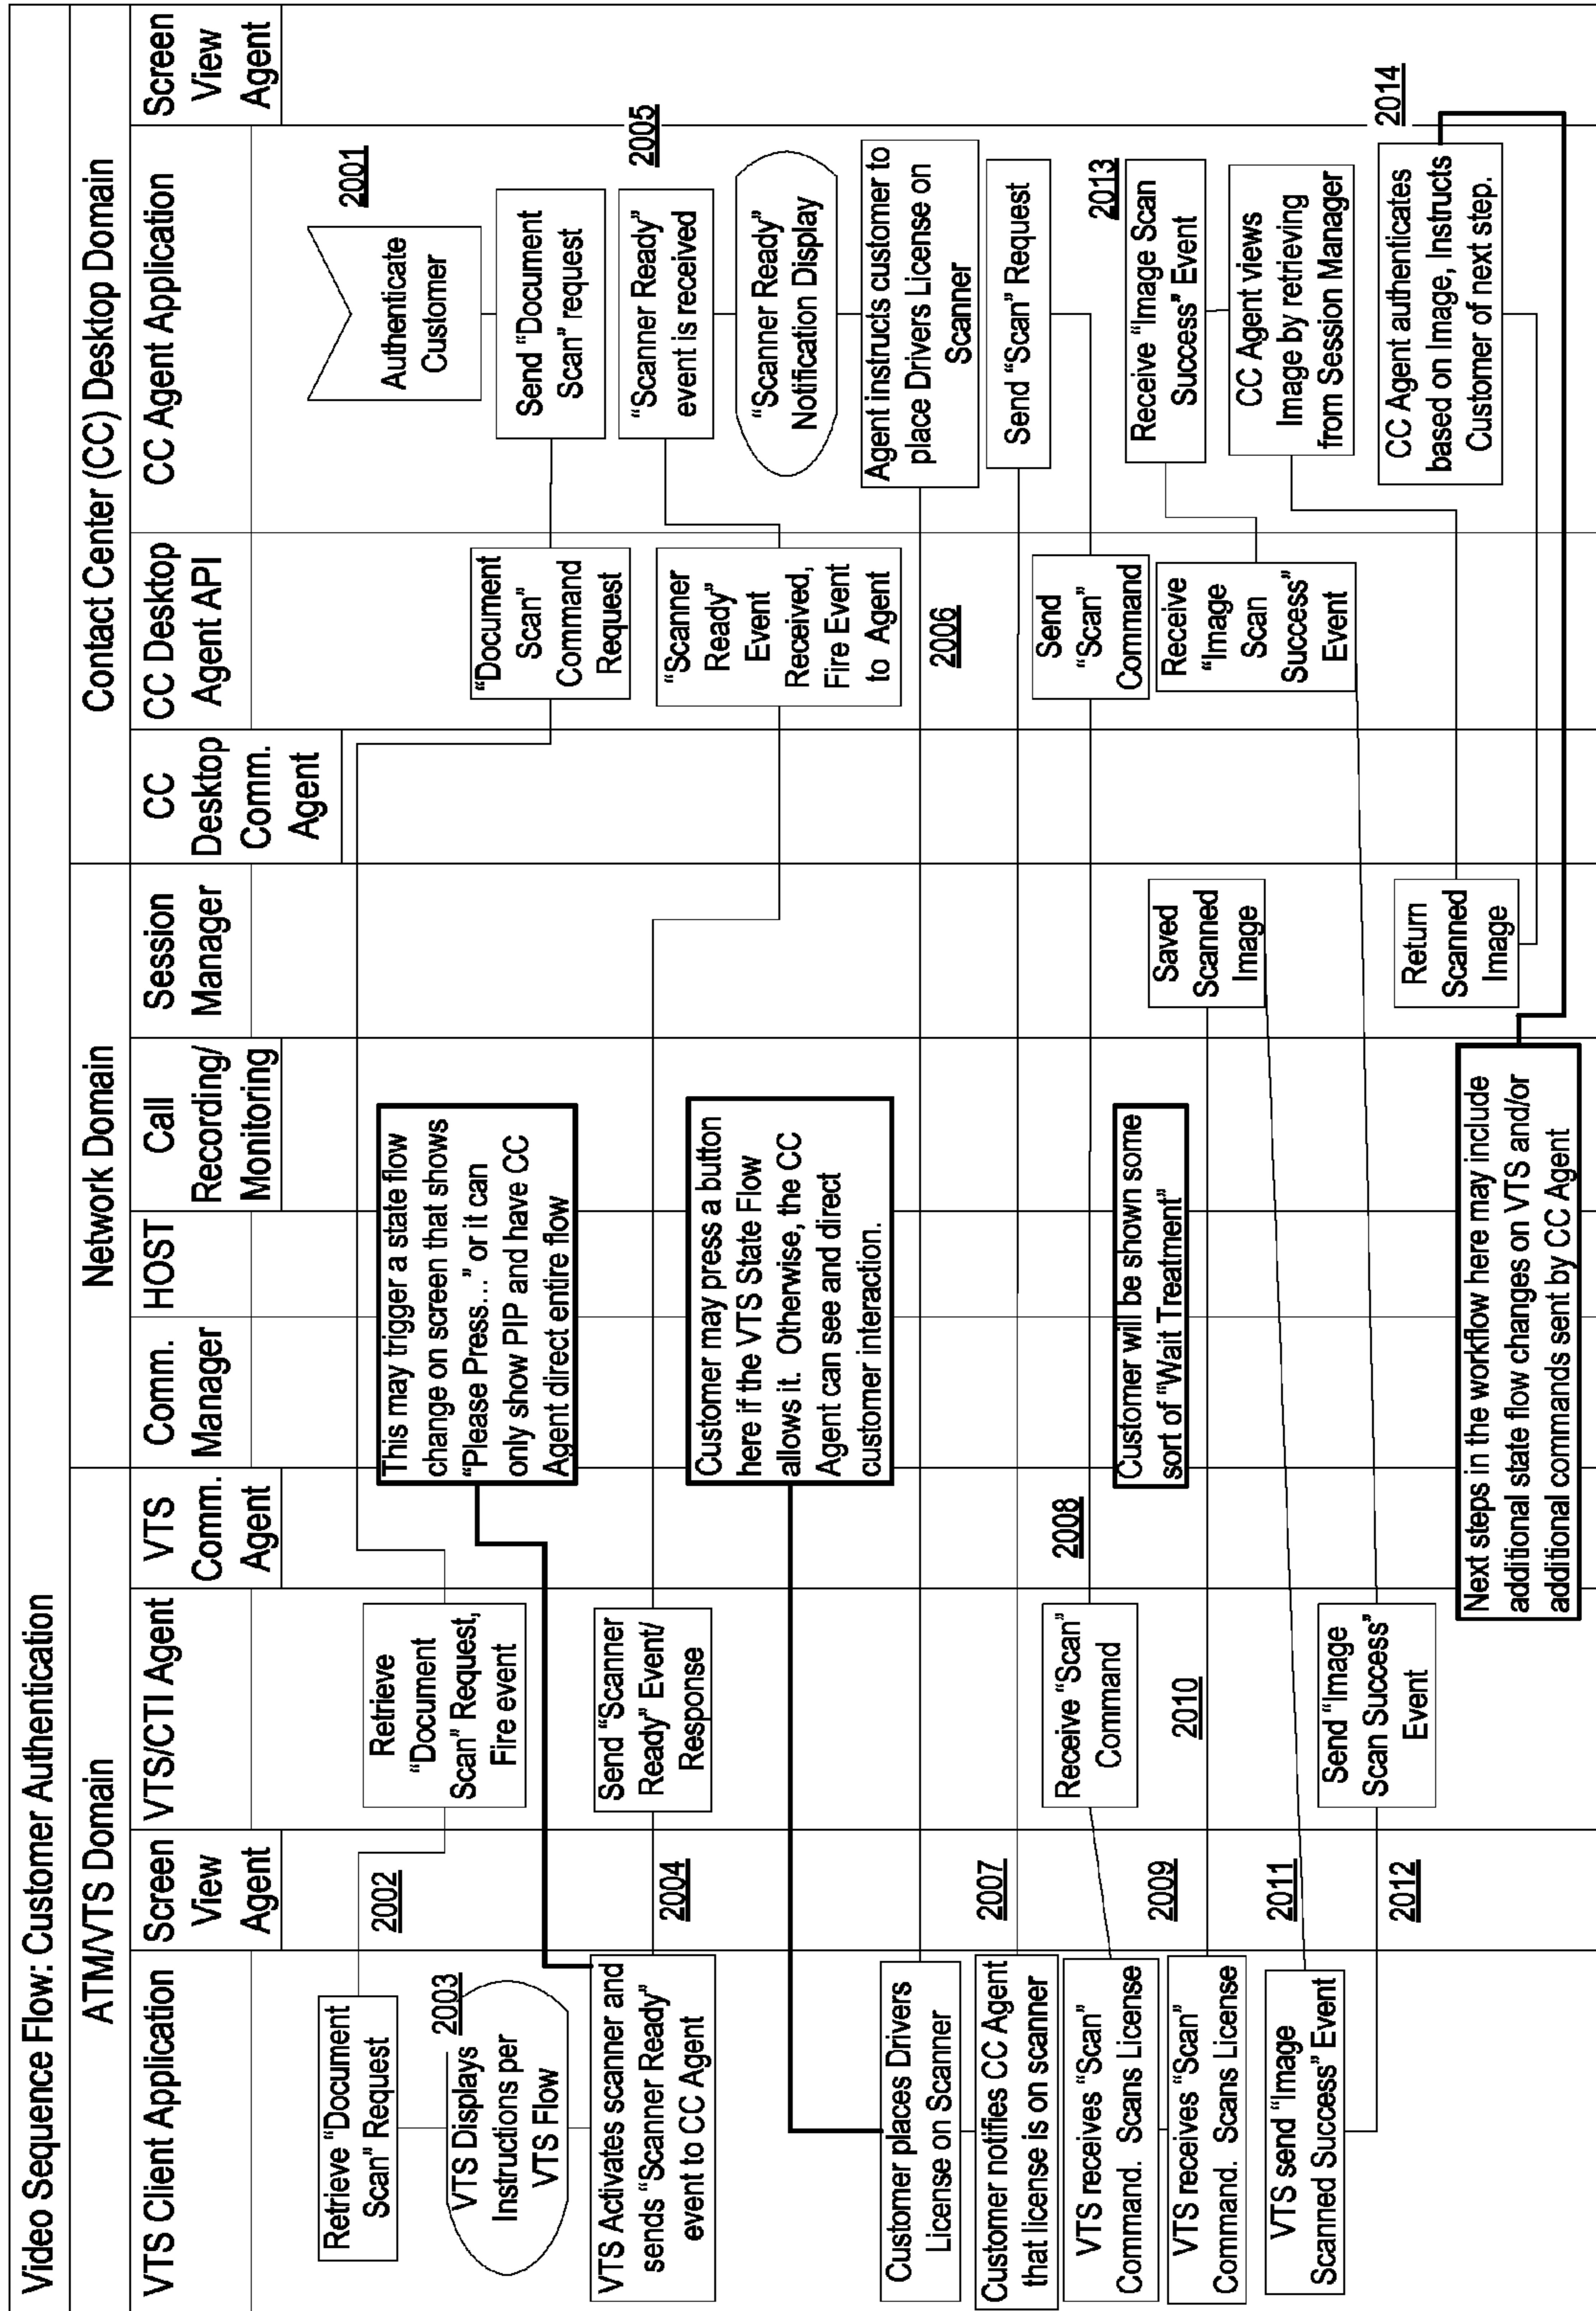 Video Sequence Flow: Customer Authentication
ATM/VTS Domain
Network Domain
Contact Center (CC) Desktop Domain
VTS Client Application
Screen
View
Agent
VTS/CTI Agent
VTS
Comm.
Agent
Comm.
Manager
HOST
Call
Recording/
Monitoring
Session
Manager
CC
Desktop
Comm.
Agent
CC Desktop
Agent API
CC Agent Application
Screen
View
Agent
2001
Authenticate
Customer
Send “Document
Scan” request
“Document
Scan”
Command
Request
Retrieve
“Document
Scan” Request,
Fire event
2002
Retrieve “Document
Scan” Request
2003
VTS Displays
Instructions per
VTS Flow
This may trigger a state flow
change on screen that shows
“Please Press...” or it can
only show PIP and have CC
Agent direct entire flow
VTS Activates scanner and
sends “Scanner Ready”
event to CC Agent
2004
Send “Scanner
Ready” Event/
Response
“Scanner
Ready”
Event
Received,
Fire Event
to Agent
2005
“Scanner Ready”
event is received
“Scanner Ready”
Notification Display
2006
Agent instructs customer to
place Drivers License on
Scanner
Customer may press a button
here if the VTS State Flow
allows it. Otherwise, the CC
Agent can see and direct
customer interaction.
Customer places Drivers
License on Scanner
2007
Customer notifies CC Agent
that license is on scanner
Send “Scan” Request
Send
“Scan”
Command
2008
Receive “Scan”
Command
VTS receives “Scan”
Command. Scans License
2009
VTS receives “Scan”
Command. Scans License
2010
Customer will be shown some
sort of “Wait Treatment”
Saved
Scanned
Image
2011
VTS send “Image
Scanned Success” Event
2012
Send “Image
Scan Success”
Event
Receive
“Image
Scan
Success”
Event
2013
Receive “Image Scan
Success” Event
CC Agent views
Image by retrieving
from Session Manager
Return
Scanned
Image
2014
CC Agent authenticates
based on Image, Instructs
Customer of next step.
Next steps in the workflow here may include
additional state flow changes on VTS and/or
additional commands sent by CC Agent